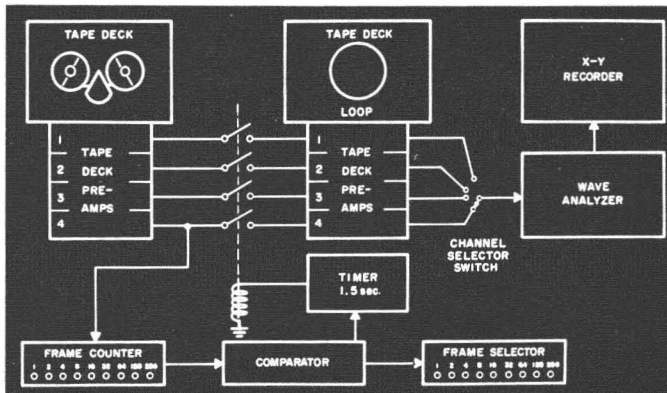 TAPE DECK
TAPE DECK
LOOP
X-Y
RECORDER
1
2
3
4
TAPE
DECK
PRE-
AMPS
1
2
3
4
TAPE
DECK
PRE-
AMPS
WAVE
ANALYZER
CHANNEL
SELECTOR
SWITCH
TIMER
1.5 sec.
FRAME COUNTER
1 2 4 8 16 32 64 128 256
COMPARATOR
FRAME SELECTOR
1 2 4 8 16 32 64 128 256